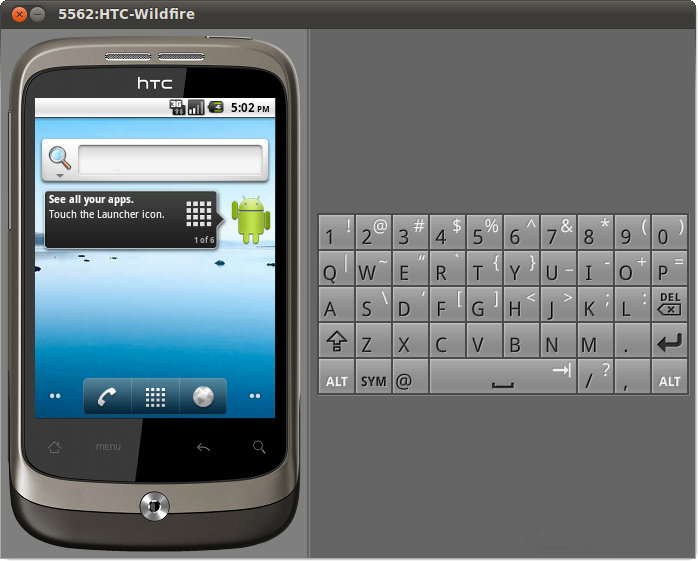 5562:HTC-Wildfire
hTC
3G 5:02 PM
See all your apps.
Touch the Launcher icon.
1 of 6
MENU
1 ! 2 @ 3 # 4 $ 5 % 6 ^ 7 & 8 * 9 ( 0 )
Q | W ~ E “ R ` T { Y } U _ I - O + P =
A S \ D ‘ F [ G ] H < J > K ; L : DEL
Z X C V B N M .
ALT SYM @ / ? , ALT